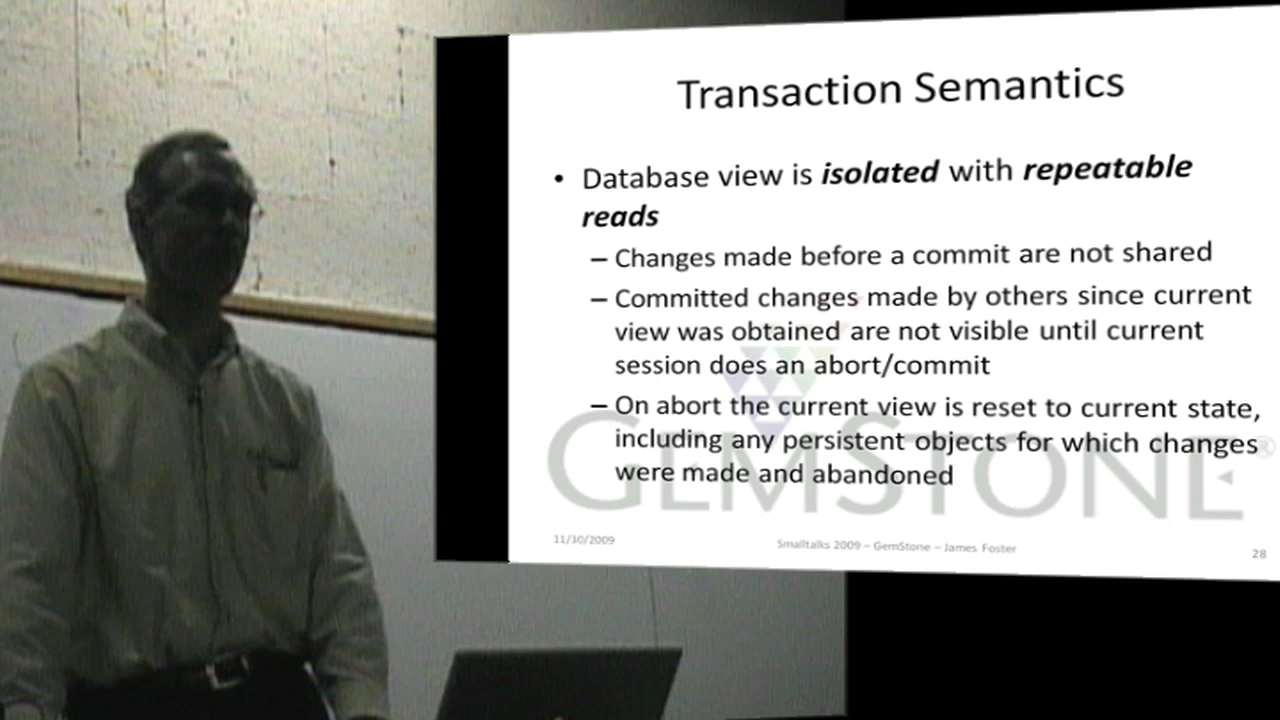 Transaction Semantics
• Database view is isolated with repeatable
reads
– Changes made before a commit are not shared
– Committed changes made by others since current
view was obtained are not visible until current
session does an abort/commit
– On abort the current view is reset to current state,
including any persistent objects for which changes
were made and abandoned
GEMSTONE®
11/10/2009
Smalltalks 2009 – GemStone – James Foster
28